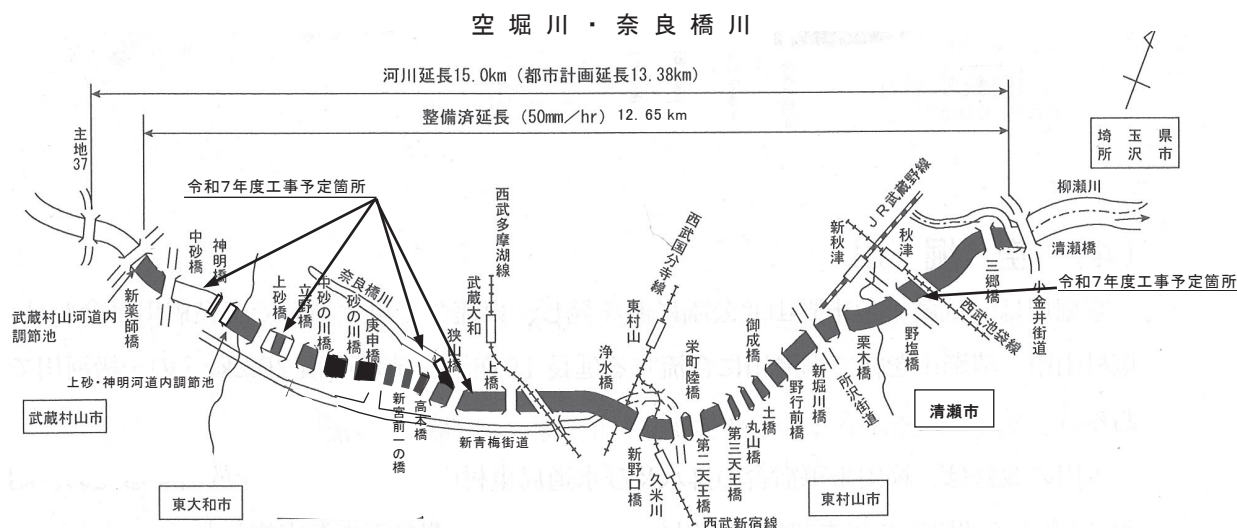 空堀川・奈良橋川
河川延長15.0km（都市計画延長13.38km）
整備済延長（50mm／hr）12.65 km
主地
37
埼玉県
所沢市
令和7年度工事予定箇所
柳瀬川
清瀬橋
小金井街道
三郷橋
令和7年度工事予定箇所
JR武蔵野線
新秋津
秋津
西武池袋線
野塩橋
栗木橋
所沢街道
清瀬市
新堀川橋
野行前橋
土橋
丸山橋
御成橋
第三天王橋
第二天王橋
栄町陸橋
東村山市
西武国分寺線
東村山
久米川
西武新宿線
新野口橋
浄水橋
西武多摩湖線
武蔵大和
上橋
新青梅街道
狭山橋
奈良橋川
高木橋
新宮前一の橋
庚申橋
砂の川橋
中砂の川橋
立野橋
上砂橋
神明橋
中砂橋
新薬師橋
武蔵村山河道内
調節池
上砂・神明河道内調節池
武蔵村山市
東大和市